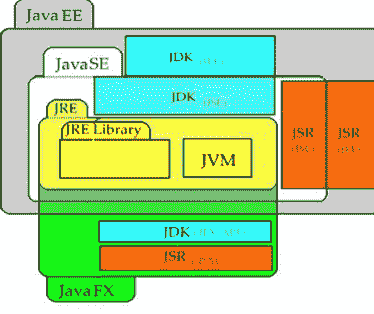 Java EE
JavaSE
JDK
JDK
JRE
JRE Library
JVM
JSR
JSR
JDK
JSR
Java FX